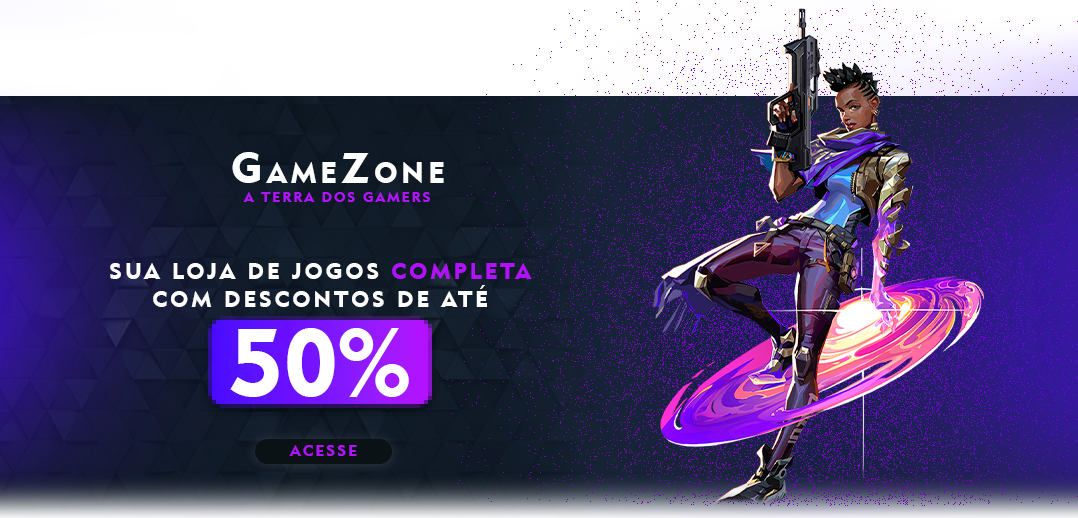 GAMEZONE
A TERRA DOS GAMERS
SUA LOJA DE JOGOS COMPLETA
COM DESCONTOS DE ATÉ
50%
ACESSE